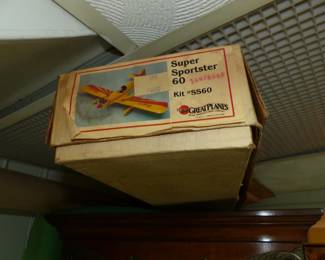 Super
Sportster
60
Kit #SS60
GREAT PLANES